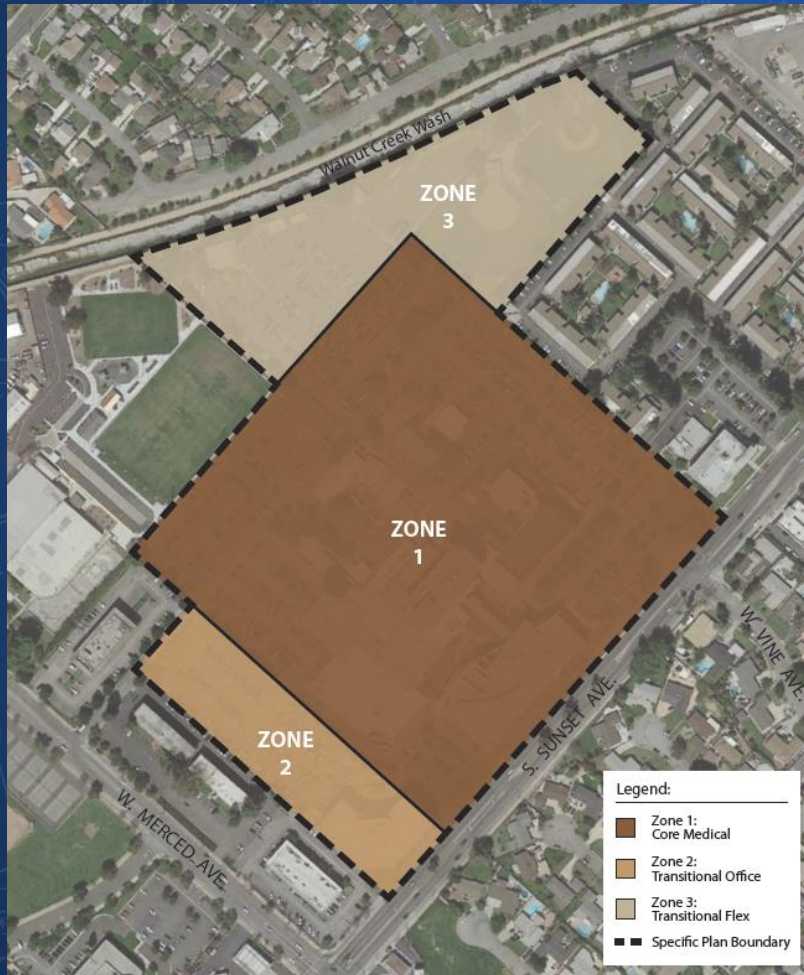 Walnut Creek Wash
ZONE
3
ZONE
1
ZONE
2
W. VINE AVE.
S. SUNSET AVE.
W. MERCED AVE.
Legend:
Zone 1:
Core Medical
Zone 2:
Transitional Office
Zone 3:
Transitional Flex
Specific Plan Boundary